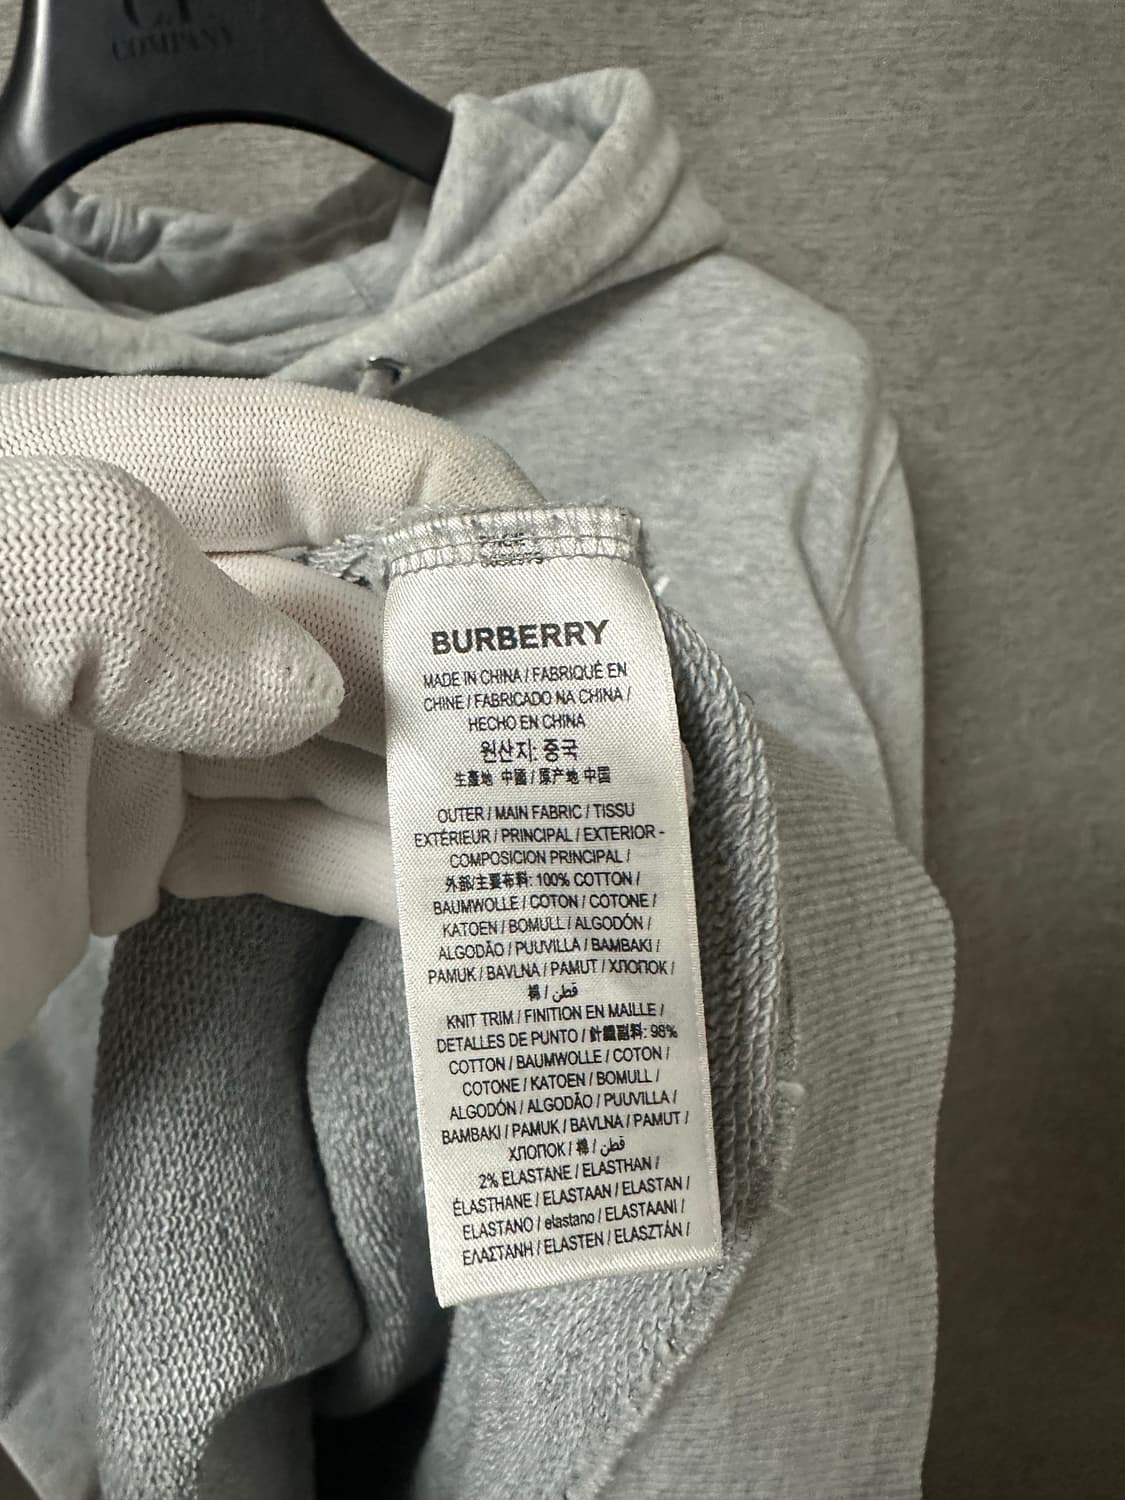 COMPANY
BURBERRY
MADE IN CHINA / FABRIQUÉ EN
CHINE / FABRICADO NA CHINA /
HECHO EN CHINA
원산지: 중국
生產地 中國 / 原产地 中国
OUTER / MAIN FABRIC / TISSU
EXTÉRIEUR / PRINCIPAL / EXTERIOR -
COMPOSICION PRINCIPAL /
外部/主要布料: 100% COTTON /
BAUMWOLLE / COTON / COTONE /
KATOEN / BOMULL / ALGODÓN /
ALGODÃO / PUUVILLA / BAMBAKI /
PAMUK / BAVLNA / PAMUT / ХЛОПОК /
棉 / قطن
KNIT TRIM / FINITION EN MAILLE /
DETALLES DE PUNTO / 針織副料: 98%
COTTON / BAUMWOLLE / COTON /
COTONE / KATOEN / BOMULL /
ALGODÓN / ALGODÃO / PUUVILLA /
BAMBAKI / PAMUK / BAVLNA / PAMUT /
ХЛОПОК / 棉 / قطن
2% ELASTANE / ELASTHAN /
ÉLASTHANE / ELASTAAN / ELASTAN /
ELASTANO / elastano / ELASTAANI /
ΕΛΑΣΤΑΝΗ / ELASTEN / ELASZTÁN /